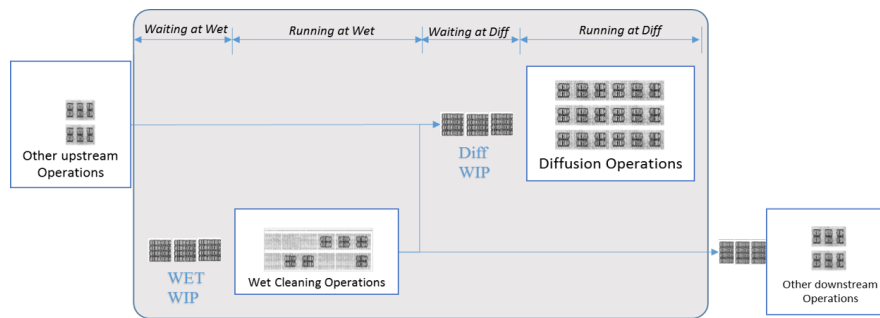 Waiting at Wet
Running at Wet
Waiting at Diff
Running at Diff
Other upstream
Operations
Diff
WIP
Diffusion Operations
WET
WIP
Wet Cleaning Operations
Other downstream
Operations